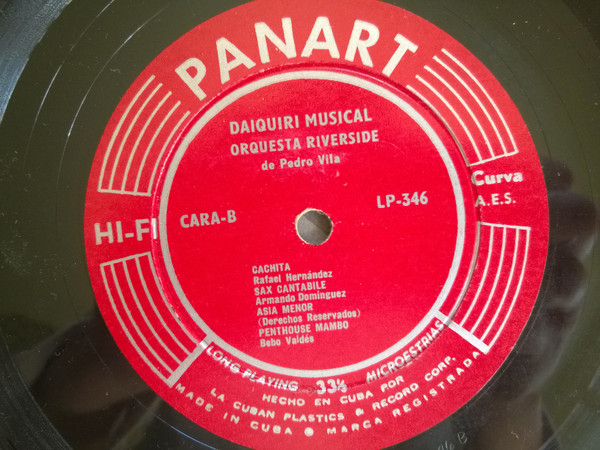 PANART
DAIQUIRI MUSICAL
ORQUESTA RIVERSIDE
de Pedro Vila
HI-FI
CARA-B
LP-346
Curva
A.E.S.
CACHITA
Rafael Hernández
SAX CANTABILE
Armando Domínguez
ASIA MENOR
(Derechos Reservados)
PENTHOUSE MAMBO
Bebo Valdés
LONG PLAYING 33⅓ MICROESTRIAS
HECHO EN CUBA POR
LA CUBAN PLASTICS & RECORD CORP.
MADE IN CUBA ● MARCA REGISTRADA